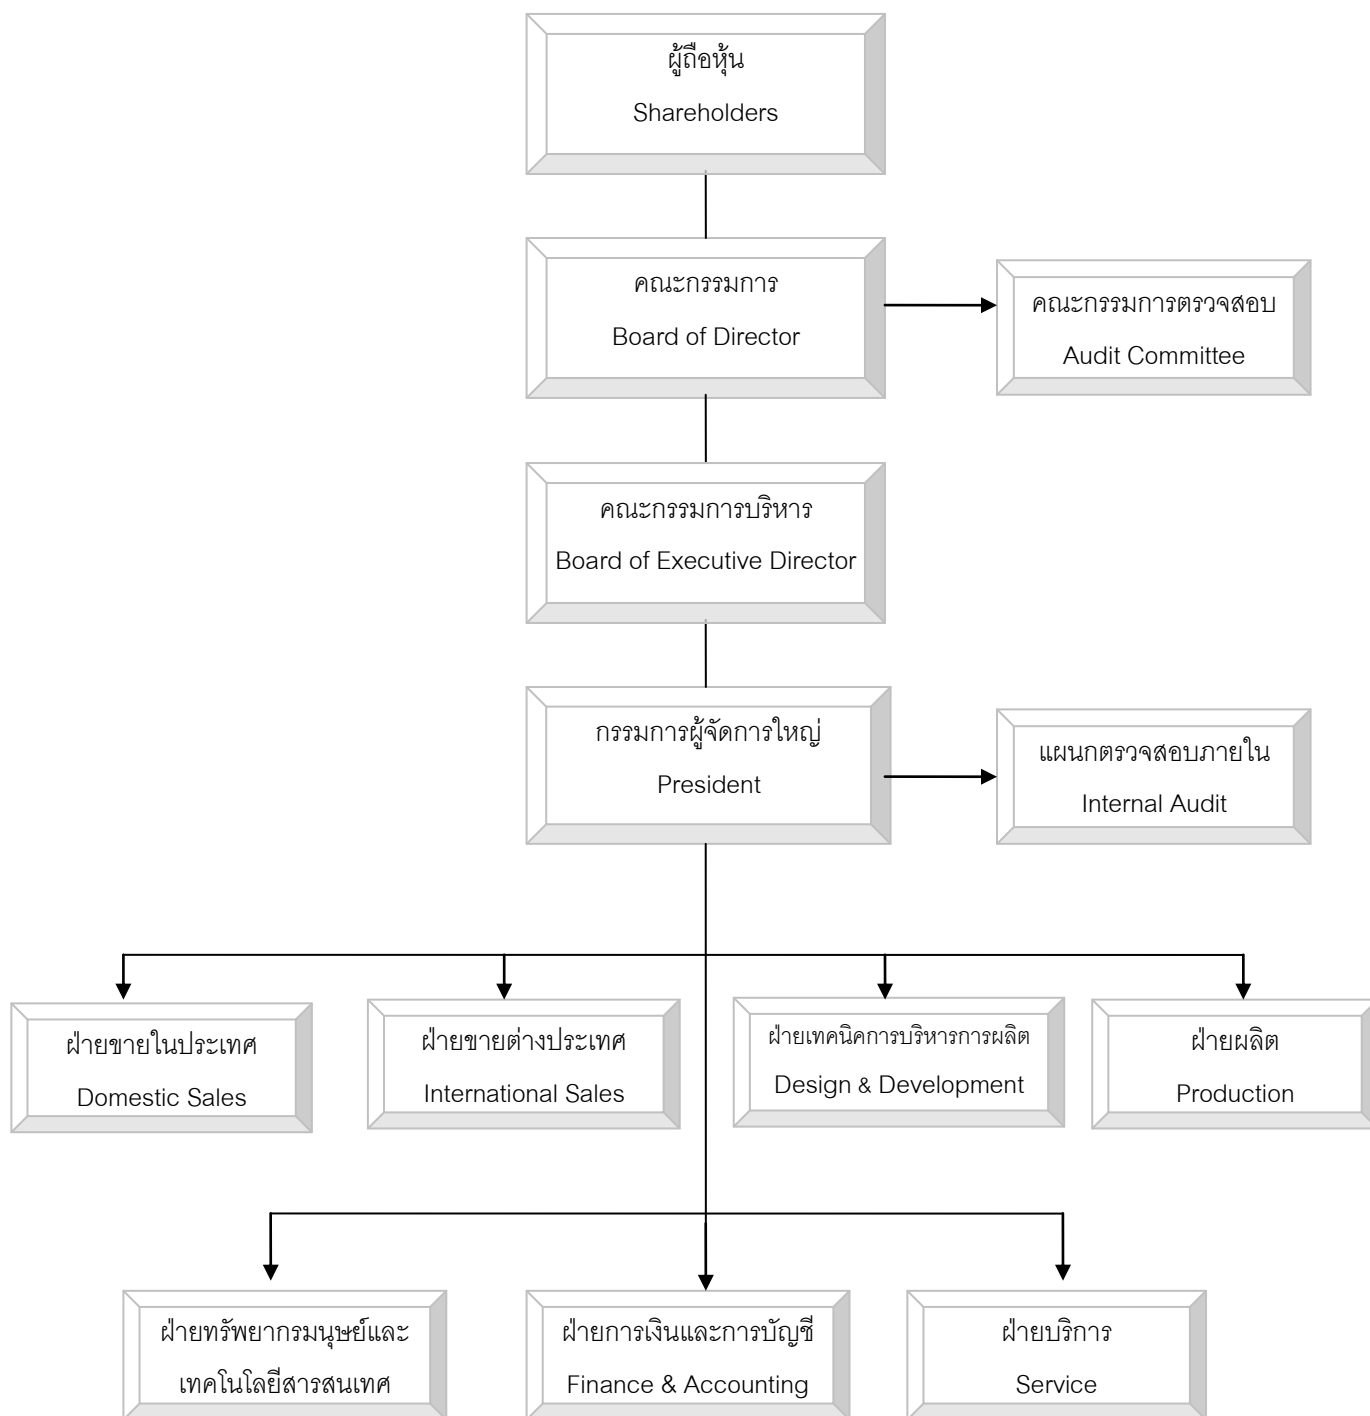 ผู้ถือหุ้น
Shareholders
คณะกรรมการ
Board of Director
คณะกรรมการตรวจสอบ
Audit Committee
คณะกรรมการบริหาร
Board of Executive Director
กรรมการผู้จัดการใหญ่
President
แผนกตรวจสอบภายใน
Internal Audit
ฝ่ายขายในประเทศ
Domestic Sales
ฝ่ายขายต่างประเทศ
International Sales
ฝ่ายเทคนิคการบริหารการผลิต
Design & Development
ฝ่ายผลิต
Production
ฝ่ายทรัพยากรมนุษย์และ
เทคโนโลยีสารสนเทศ
ฝ่ายการเงินและการบัญชี
Finance & Accounting
ฝ่ายบริการ
Service